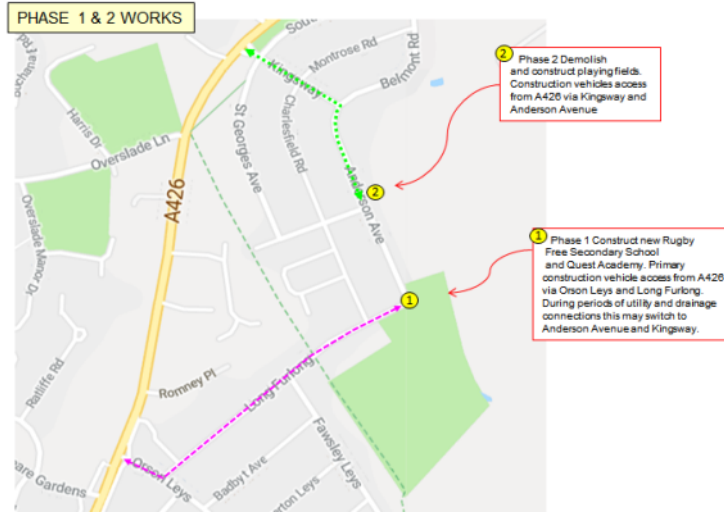 PHASE 1 & 2 WORKS
South
Montrose Rd
Kingsway
Belmont Rd
Harris Dr
St Georges Ave
Charlesfield Rd
Overslade Ln
A426
Anderson Ave
Overslade Manor Dr
2
1
Ratliffe Rd
Romney Pl
Long Furlong
Orson Leys
Fawsley Leys
Badby t Ave
erton Leys
are Gardens
2 Phase 2 Demolish
and construct playing fields.
Construction vehicles access
from A426 via Kingsway and
Anderson Avenue
1 Phase 1 Construct new Rugby
Free Secondary School
and Quest Academy. Primary
construction vehicle access from A426
via Orson Leys and Long Furlong.
During periods of utility and drainage
connections this may switch to
Anderson Avenue and Kingsway.